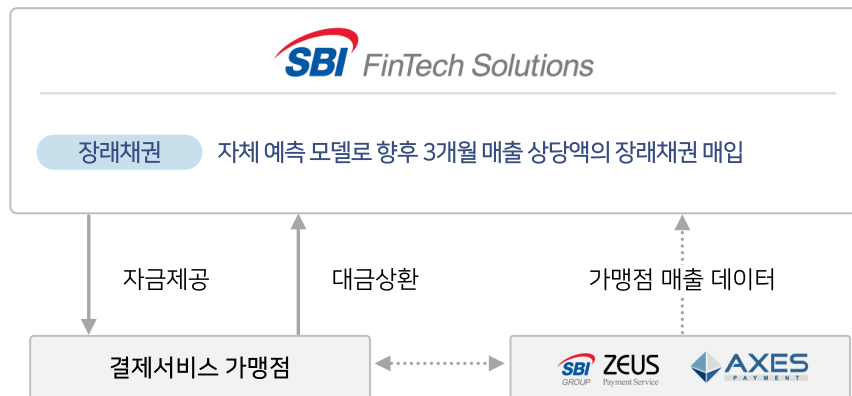 SBI FinTech Solutions
장래채권 자체 예측 모델로 향후 3개월 매출 상당액의 장래채권 매입
자금제공 대금상환 가맹점 매출 데이터
결제서비스 가맹점
SBI GROUP ZEUS Payment Service
AXES PAYMENT